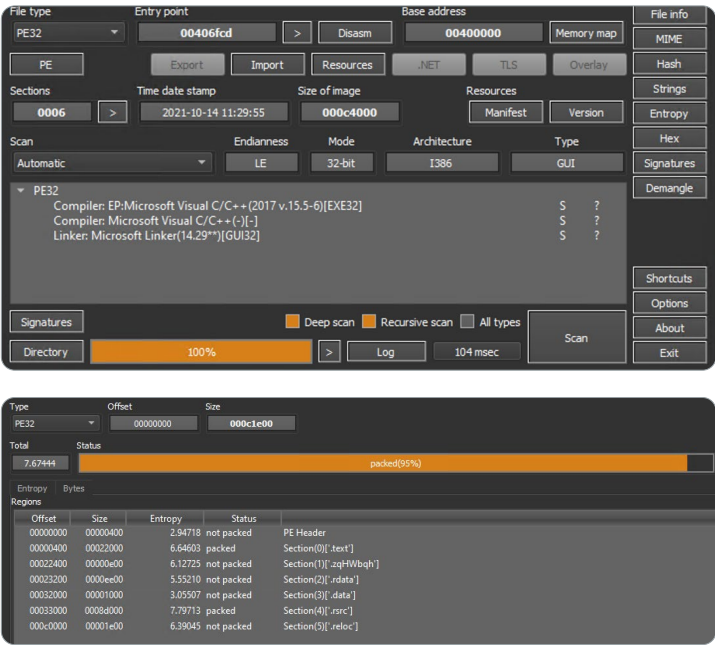 File type Entry point Base address File info
PE32 00406fcd > Disasm 00400000 Memory map MIME
PE Export Import Resources .NET TLS Overlay Hash
Sections Time date stamp Size of image Resources Strings
0006 > 2021-10-14 11:29:55 000c4000 Manifest Version Entropy
Scan Endianness Mode Architecture Type Hex
Automatic LE 32-bit I386 GUI Signatures
PE32 Demangle
Compiler: EP:Microsoft Visual C/C++(2017 v.15.5-6)[EXE32] S ?
Compiler: Microsoft Visual C/C++(-)[-] S ?
Linker: Microsoft Linker(14.29**)[GUI32] S ?
Shortcuts
Options
Signatures Deep scan Recursive scan All types Scan About
Directory 100% > Log 104 msec Exit
Type Offset Size
PE32 00000000 000c1e00
Total Status
7.67444 packed(95%)
Entropy Bytes
Regions
Offset Size Entropy Status
00000000 00000400 2.94718 not packed PE Header
00000400 00022000 6.64603 packed Section(0)['.text']
00022400 00000e00 6.12725 not packed Section(1)['.zqHWbqh']
00023200 0000ee00 5.55210 not packed Section(2)['.rdata']
00032000 00001000 3.05507 not packed Section(3)['.data']
00033000 0008d000 7.79713 packed Section(4)['.rsrc']
000c0000 00001e00 6.39045 not packed Section(5)['.reloc']